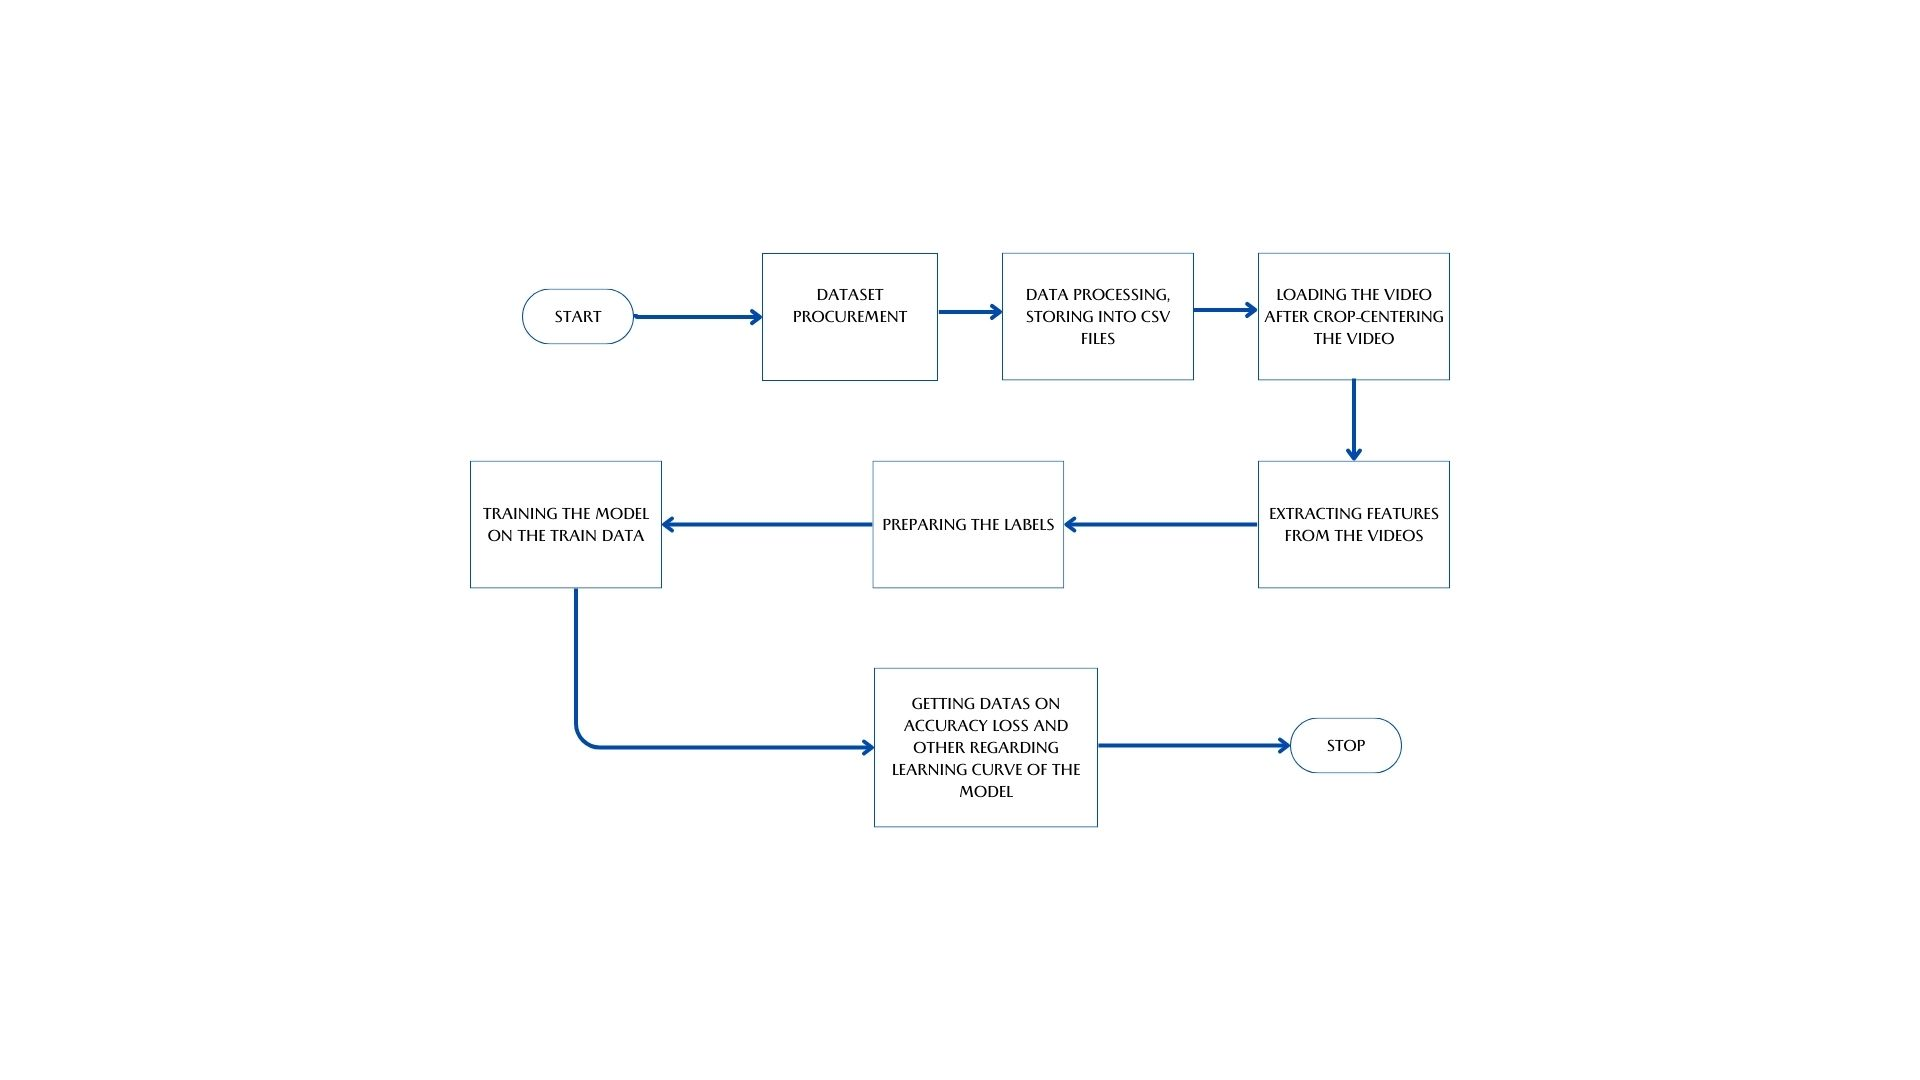 START
DATASET
PROCUREMENT
DATA PROCESSING,
STORING INTO CSV
FILES
LOADING THE VIDEO
AFTER CROP-CENTERING
THE VIDEO
EXTRACTING FEATURES
FROM THE VIDEOS
PREPARING THE LABELS
TRAINING THE MODEL
ON THE TRAIN DATA
GETTING DATAS ON
ACCURACY LOSS AND
OTHER REGARDING
LEARNING CURVE OF THE
MODEL
STOP